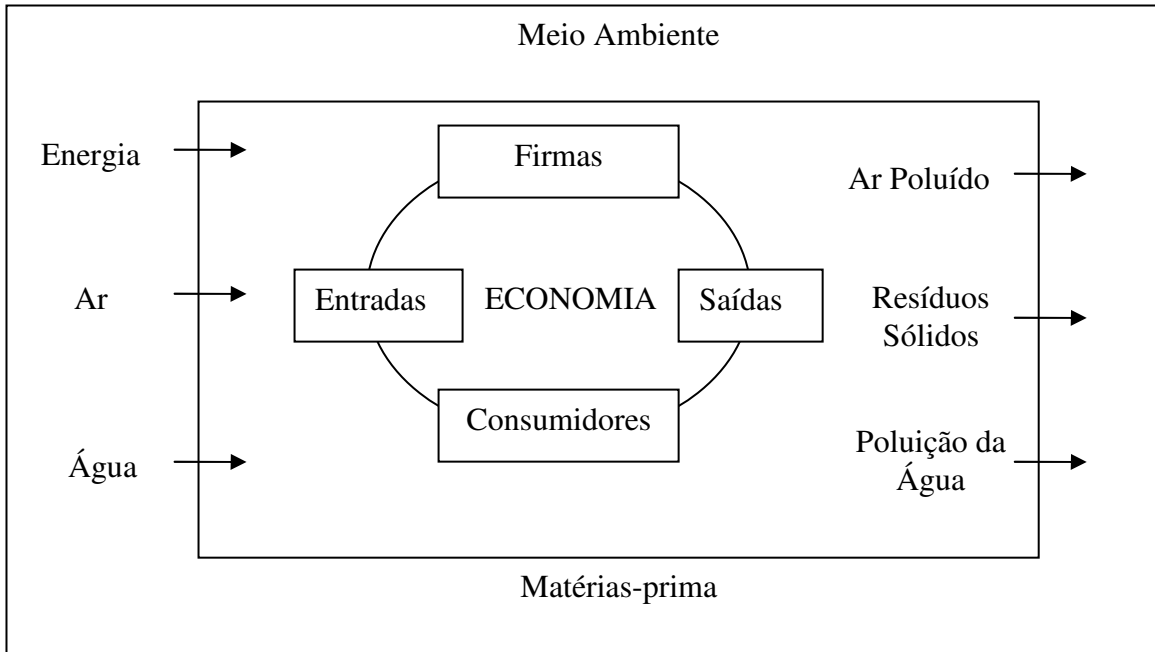 Meio Ambiente
Energia
Firmas
Ar Poluído
Ar
Entradas
ECONOMIA
Saídas
Resíduos
Sólidos
Consumidores
Água
Poluição da
Água
Matérias-prima